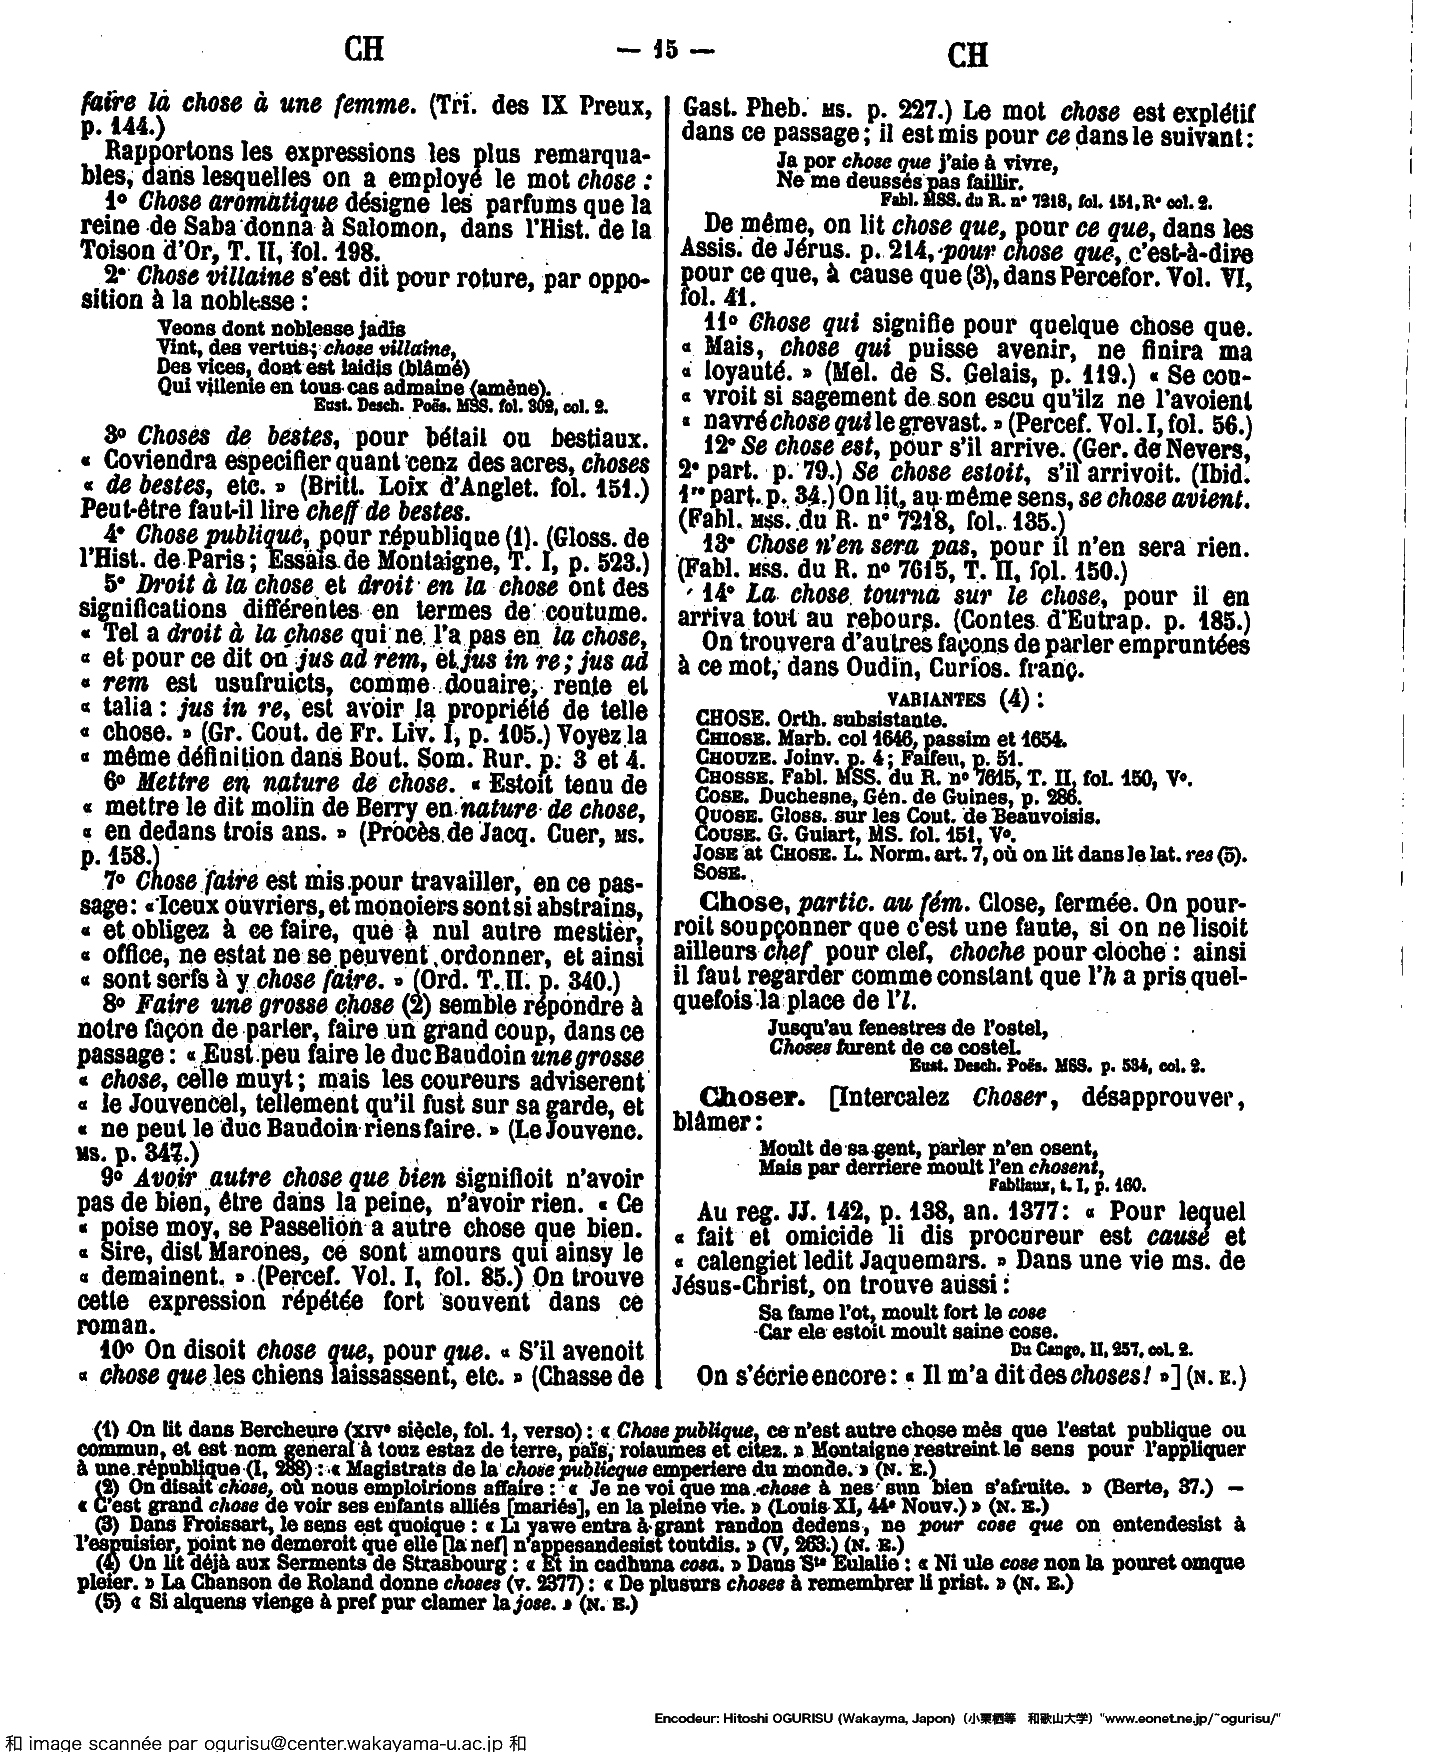 CH
— 15 —
CH
faire la chose à une femme. (Tri. des IX Preux,
p. 144.)
Rapportons les expressions les plus remarqua-
bles, dans lesquelles on a employé le mot chose :
1º Chose aromatique désigne les parfums que la
reine de Saba donna à Salomon, dans l'Hist. de la
Toison d'Or, T. II, fol. 198.
2º Chose villaine s'est dit pour roture, par oppo-
sition à la noblesse :
Veons dont noblesse jadis
Vint, des vertus; chose villaine,
Des vices, dont est laidis (blâmé)
Qui villenie en tous cas admaine (amène).
Eust. Desch. Poës. MSS. fol. 302, col. 2.
3º Choses de bestes, pour bétail ou bestiaux.
« Coviendra especifier quant cenz des acres, choses
« de bestes, etc. » (Britt. Loix d'Anglet. fol. 151.)
Peut-être faut-il lire cheff de bestes.
4º Chose publique, pour république (1). (Gloss. de
l'Hist. de Paris ; Essais de Montaigne, T. I, p. 523.)
5º Droit à la chose et droit en la chose ont des
significations différentes en termes de coutume.
« Tel a droit à la chose qui ne l'a pas en la chose,
« et pour ce dit on jus ad rem, et jus in re ; jus ad
« rem est usufruicts, comme douaire, rente et
« talia : jus in re, est avoir la propriété de telle
« chose. » (Gr. Cout. de Fr. Liv. I, p. 105.) Voyez la
« même définition dans Bout. Som. Rur. p. 3 et 4.
6º Mettre en nature de chose. « Estoit tenu de
« mettre le dit molin de Berry en nature de chose,
« en dedans trois ans. » (Procès de Jacq. Cuer, MS.
p. 158.)
7º Chose faire est mis pour travailler, en ce pas-
sage : « Iceux ouvriers, et monoiers sont si abstrains,
« et obligez à ce faire, que à nul autre mestier,
« office, ne estat ne se peuvent ordonner, et ainsi
« sont serfs à y chose faire. » (Ord. T. II. p. 340.)
8º Faire une grosse chose (2) semble répondre à
notre façon de parler, faire un grand coup, dans ce
passage : « Eust peu faire le duc Baudoin une grosse
« chose, celle muyt ; mais les coureurs adviserent
« le Jouvencel, tellement qu'il fust sur sa garde, et
« ne peut le duc Baudoin riens faire. » (Le Jouvenc.
MS. p. 347.)
9º Avoir autre chose que bien signifioit n'avoir
pas de bien, être dans la peine, n'avoir rien. « Ce
« poise moy, se Passelion a autre chose que bien.
« Sire, dist Marones, ce sont amours qui ainsy le
« demainent. » (Percef. Vol. I, fol. 85.) On trouve
cette expression répétée fort souvent dans ce
roman.
10º On disoit chose que, pour que. « S'il avenoit
« chose que les chiens laissassent, etc. » (Chasse de
Gast. Pheb. MS. p. 227.) Le mot chose est explétif
dans ce passage ; il est mis pour ce dans le suivant :
Ja por chose que j'aie à vivre,
Ne me deussés pas faillir.
Fabl. MSS. du R. nº 7218, fol. 151, Rº col. 2.
De même, on lit chose que, pour ce que, dans les
Assis. de Jérus. p. 214, pour chose que, c'est-à-dire
pour ce que, à cause que (3), dans Percefor. Vol. VI,
fol. 41.
11º Chose qui signifie pour quelque chose que.
« Mais, chose qui puisse avenir, ne finira ma
« loyauté. » (Mel. de S. Gelais, p. 119.) « Se cou-
« vroit si sagement de son escu qu'ilz ne l'avoient
« navré chose qui le grevast. » (Percef. Vol. I, fol. 56.)
12º Se chose est, pour s'il arrive. (Ger. de Nevers,
2º part. p. 79.) Se chose estoit, s'il arrivoit. (Ibid.
1re part. p. 34.) On lit, au même sens, se chose avient.
(Fabl. MSS. du R. nº 7218, fol. 135.)
13º Chose n'en sera pas, pour il n'en sera rien.
(Fabl. MSS. du R. nº 7615, T. II, fol. 150.)
14º La chose tourna sur le chose, pour il en
arriva tout au rebours. (Contes d'Eutrap. p. 185.)
On trouvera d'autres façons de parler empruntées
à ce mot, dans Oudin, Curios. franç.
VARIANTES (4) :
CHOSE. Orth. subsistante.
CHIOSE. Marb. col 1646, passim et 1654.
CHOUZE. Joinv. p. 4 ; Faifeu, p. 51.
CHOSSE. Fabl. MSS. du R. nº 7615, T. II, fol. 150, Vº.
COSE. Duchesne, Gén. de Guines, p. 286.
QUOSE. Gloss. sur les Cout. de Beauvoisis.
COUSE. G. Guiart, MS. fol. 151, Vº.
JOSE at CHOSE. L. Norm. art. 7, où on lit dans le lat. res (5).
SOSE.
Chose, partic. au fém. Close, fermée. On pour-
roit soupçonner que c'est une faute, si on ne lisoit
ailleurs chef pour clef, choche pour cloche : ainsi
il faut regarder comme constant que l'h a pris quel-
quefois la place de l'l.
Jusqu'au fenestres de l'ostel,
Choses furent de ce costel.
Eust. Desch. Poës. MSS. p. 534, col. 2.
Choser. [Intercalez Choser, désapprouver,
blâmer :
Moult de sa gent, parler n'en osent,
Mais par derriere moult l'en chosent,
Fabliaux, t. I, p. 160.
Au reg. JJ. 142, p. 138, an. 1377 : « Pour lequel
« fait et omicide li dis procureur est causé et
« calengiet ledit Jaquemars. » Dans une vie ms. de
Jésus-Christ, on trouve aussi :
Sa fame l'ot, moult fort le cose
Car ele estoit moult saine cose.
Du Cange, II, 257, col. 2.
On s'écrie encore : « Il m'a dit des choses ! »] (N. E.)
(1) On lit dans Bercheure (XIVº siècle, fol. 1, verso) : « Chose publique, ce n'est autre chose mès que l'estat publique ou
commun, et est nom general à touz estaz de terre, païs, roiaumes et citez. » Montaigne restreint le sens pour l'appliquer
à une république (I, 288) : « Magistrats de la chose publicque emperiere du monde. » (N. E.)
(2) On disait chose, où nous emploirions affaire : « Je ne voi que ma chose à nes sun bien s'afruite. » (Berte, 37.) —
« C'est grand chose de voir ses enfants alliés [mariés], en la pleine vie. » (Louis XI, 44º Nouv.) » (N. E.)
(3) Dans Froissart, le sens est quoique : « Li yawe entra à grant randon dedens, ne pour cose que on entendesist à
l'espuisier, point ne demoroit que elle [la nef] n'appesandesist toutdis. » (V, 263.) (N. E.)
(4) On lit déjà aux Serments de Strasbourg : « Et in cadhuna cosa. » Dans Ste Eulalie : « Ni ule cose non la pouret omque
pleier. » La Chanson de Roland donne choses (v. 2377) : « De plusurs choses à remembrer li prist. » (N. E.)
(5) « Si alquens vienge à pref pur clamer la jose. » (N. E.)
Encodeur: Hitoshi OGURISU (Wakayma, Japon) (小栗栖等 和歌山大学) "www.eonet.ne.jp/~ogurisu/"
和 image scannée par ogurisu@center.wakayama-u.ac.jp 和